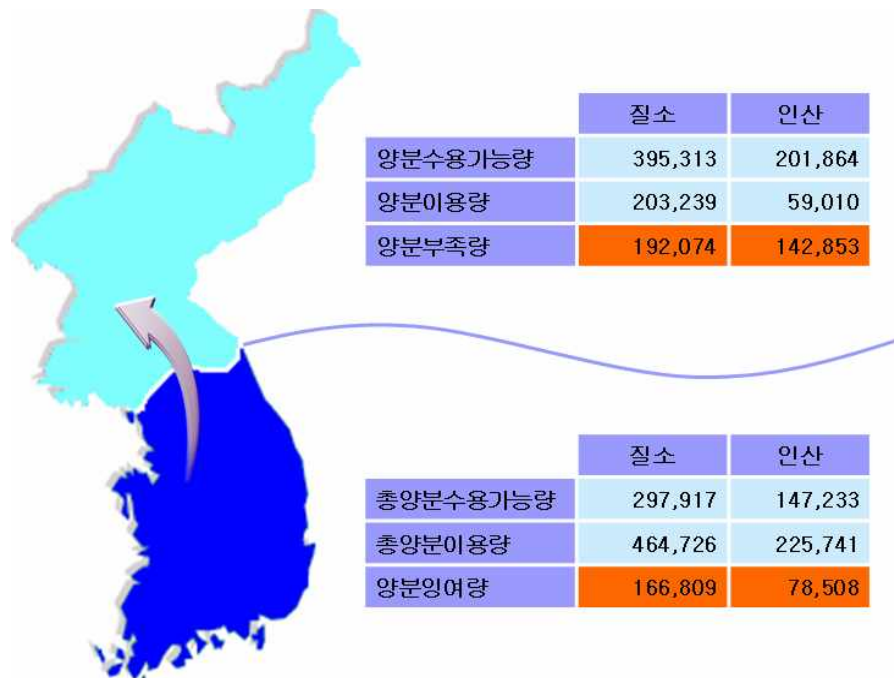 질소 인산
양분수용가능량 395,313 201,864
양분이용량 203,239 59,010
양분부족량 192,074 142,853
질소 인산
총양분수용가능량 297,917 147,233
총양분이용량 464,726 225,741
양분잉여량 166,809 78,508